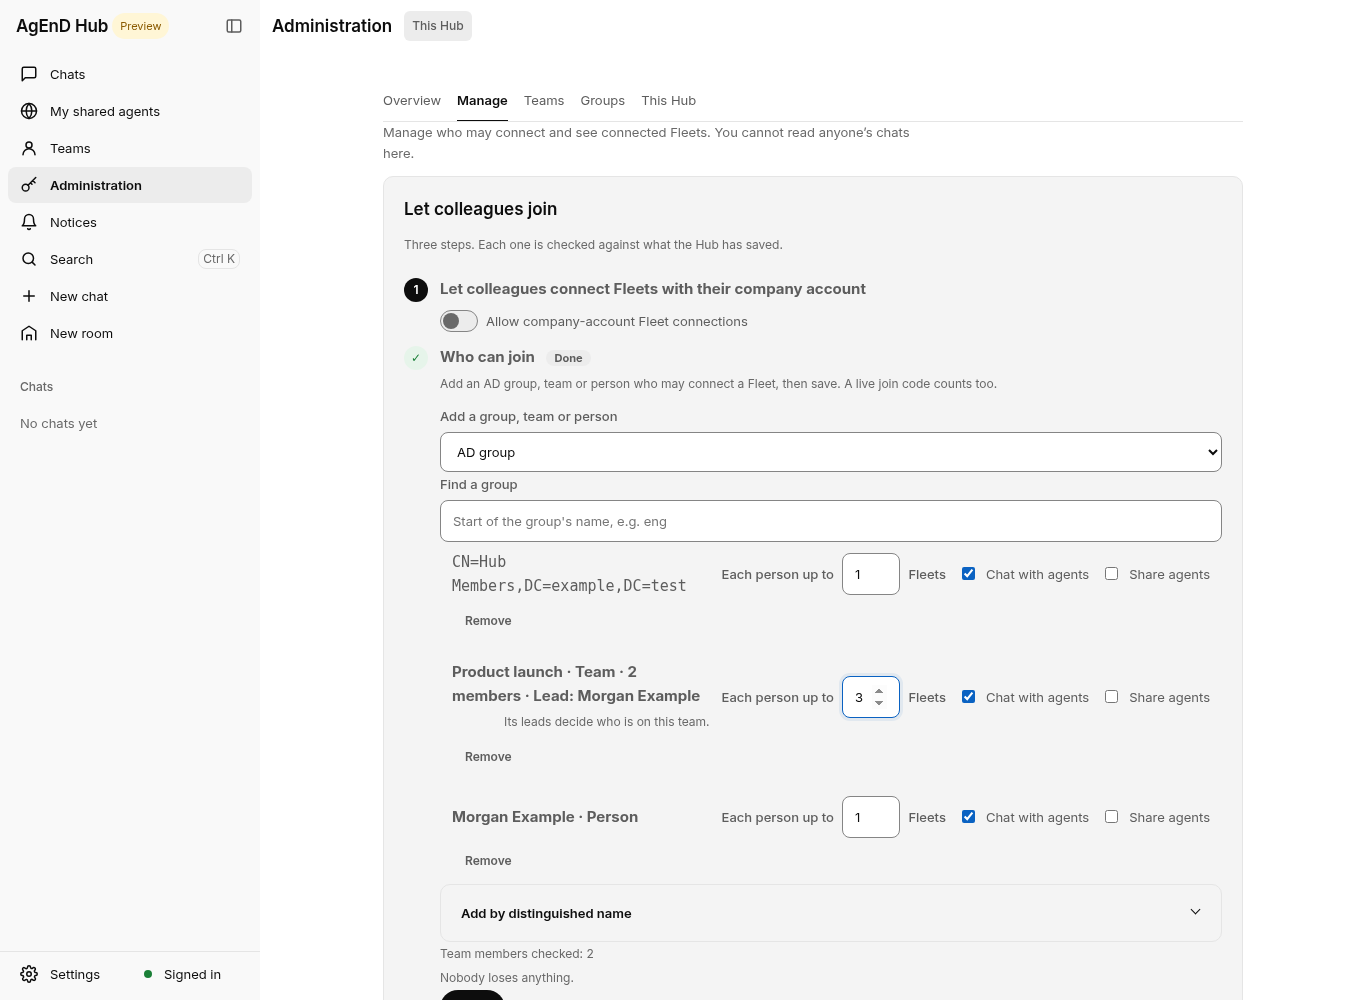 AgEnD Hub Preview
Chats
My shared agents
Teams
Administration
Notices
Search Ctrl K
New chat
New room
Chats
No chats yet
Settings Signed in
Administration This Hub
Overview Manage Teams Groups This Hub
Manage who may connect and see connected Fleets. You cannot read anyone’s chats
here.
Let colleagues join
Three steps. Each one is checked against what the Hub has saved.
1 Let colleagues connect Fleets with their company account
Allow company-account Fleet connections
✓ Who can join Done
Add an AD group, team or person who may connect a Fleet, then save. A live join code counts too.
Add a group, team or person
AD group
Find a group
Start of the group's name, e.g. eng
CN=Hub
Members,DC=example,DC=test
Each person up to 1 Fleets Chat with agents Share agents
Remove
Product launch · Team · 2
members · Lead: Morgan Example
Its leads decide who is on this team.
Each person up to 3 Fleets Chat with agents Share agents
Remove
Morgan Example · Person Each person up to 1 Fleets Chat with agents Share agents
Remove
Add by distinguished name
Team members checked: 2
Nobody loses anything.